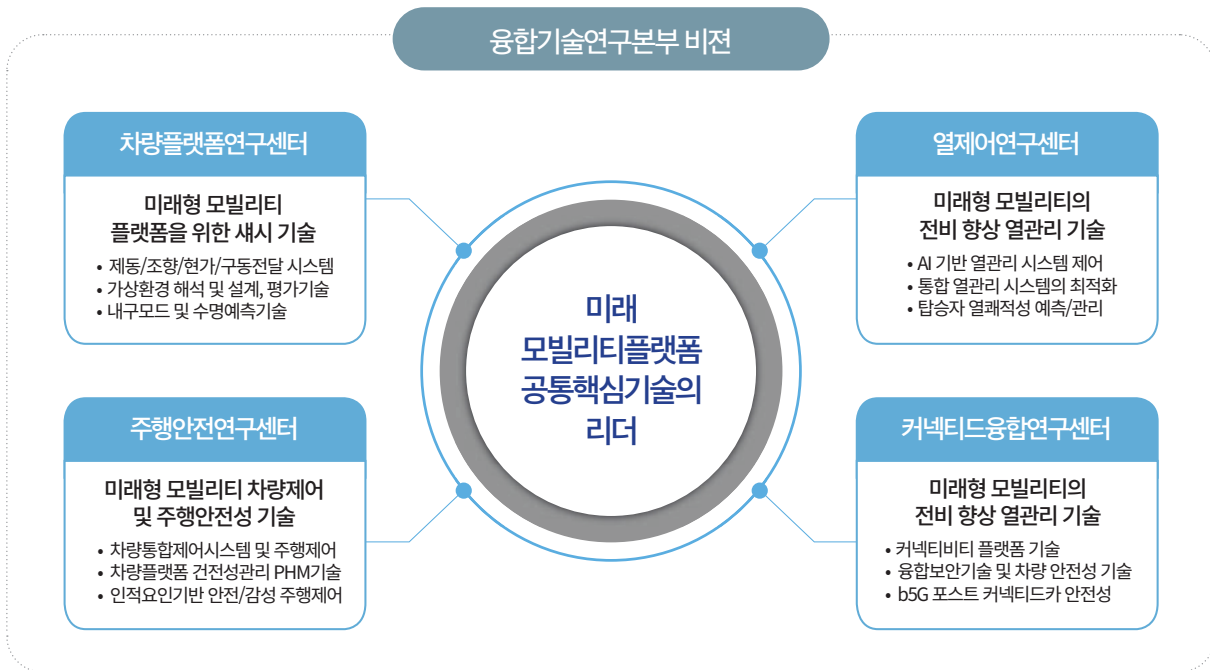 융합기술연구본부 비젼
차량플랫폼연구센터
미래형 모빌리티
플랫폼을 위한 섀시 기술
• 제동/조향/현가/구동전달 시스템
• 가상환경 해석 및 설계, 평가기술
• 내구모드 및 수명예측기술
열제어연구센터
미래형 모빌리티의
전비 향상 열관리 기술
• AI 기반 열관리 시스템 제어
• 통합 열관리 시스템의 최적화
• 탑승자 열쾌적성 예측/관리
미래
모빌리티플랫폼
공통핵심기술의
리더
주행안전연구센터
미래형 모빌리티 차량제어
및 주행안전성 기술
• 차량통합제어시스템 및 주행제어
• 차량플랫폼 건전성관리 PHM기술
• 인적요인기반 안전/감성 주행제어
커넥티드융합연구센터
미래형 모빌리티의
전비 향상 열관리 기술
• 커넥티비티 플랫폼 기술
• 융합보안기술 및 차량 안전성 기술
• b5G 포스트 커넥티드카 안전성